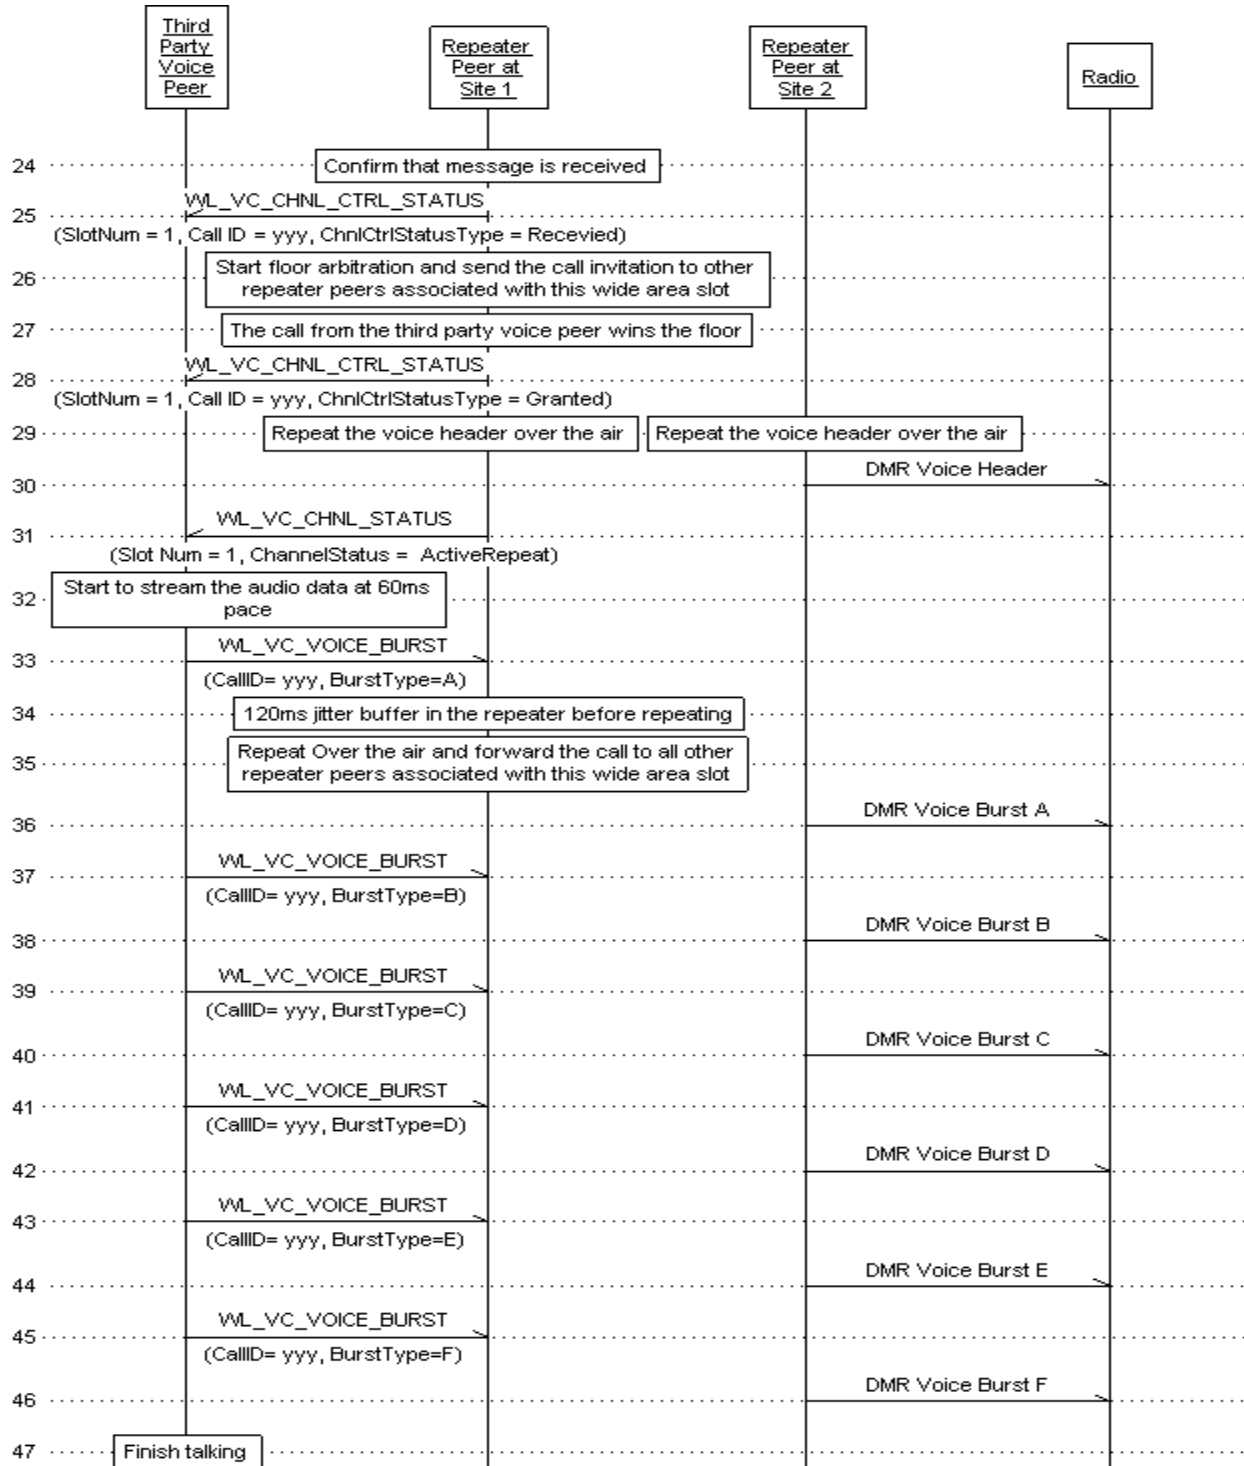 Third
Party
Voice
Peer
Repeater
Peer at
Site 1
Repeater
Peer at
Site 2
Radio
24
Confirm that message is received
WL_VC_CHNL_CTRL_STATUS
25
(SlotNum = 1, Call ID = yyy, ChnlCtrlStatusType = Recevied)
Start floor arbitration and send the call invitation to other
26
repeater peers associated with this wide area slot
27
The call from the third party voice peer wins the floor
WL_VC_CHNL_CTRL_STATUS
28
(SlotNum = 1, Call ID = yyy, ChnlCtrlStatusType = Granted)
29
Repeat the voice header over the air
Repeat the voice header over the air
DMR Voice Header
30
WL_VC_CHNL_STATUS
31
(Slot Num = 1, ChannelStatus = ActiveRepeat)
Start to stream the audio data at 60ms
32
pace
WL_VC_VOICE_BURST
33
(CallID= yyy, BurstType=A)
34
120ms jitter buffer in the repeater before repeating
Repeat Over the air and forward the call to all other
35
repeater peers associated with this wide area slot
DMR Voice Burst A
36
WL_VC_VOICE_BURST
37
(CallID= yyy, BurstType=B)
DMR Voice Burst B
38
WL_VC_VOICE_BURST
39
(CallID= yyy, BurstType=C)
DMR Voice Burst C
40
WL_VC_VOICE_BURST
41
(CallID= yyy, BurstType=D)
DMR Voice Burst D
42
WL_VC_VOICE_BURST
43
(CallID= yyy, BurstType=E)
DMR Voice Burst E
44
WL_VC_VOICE_BURST
45
(CallID= yyy, BurstType=F)
DMR Voice Burst F
46
47
Finish talking